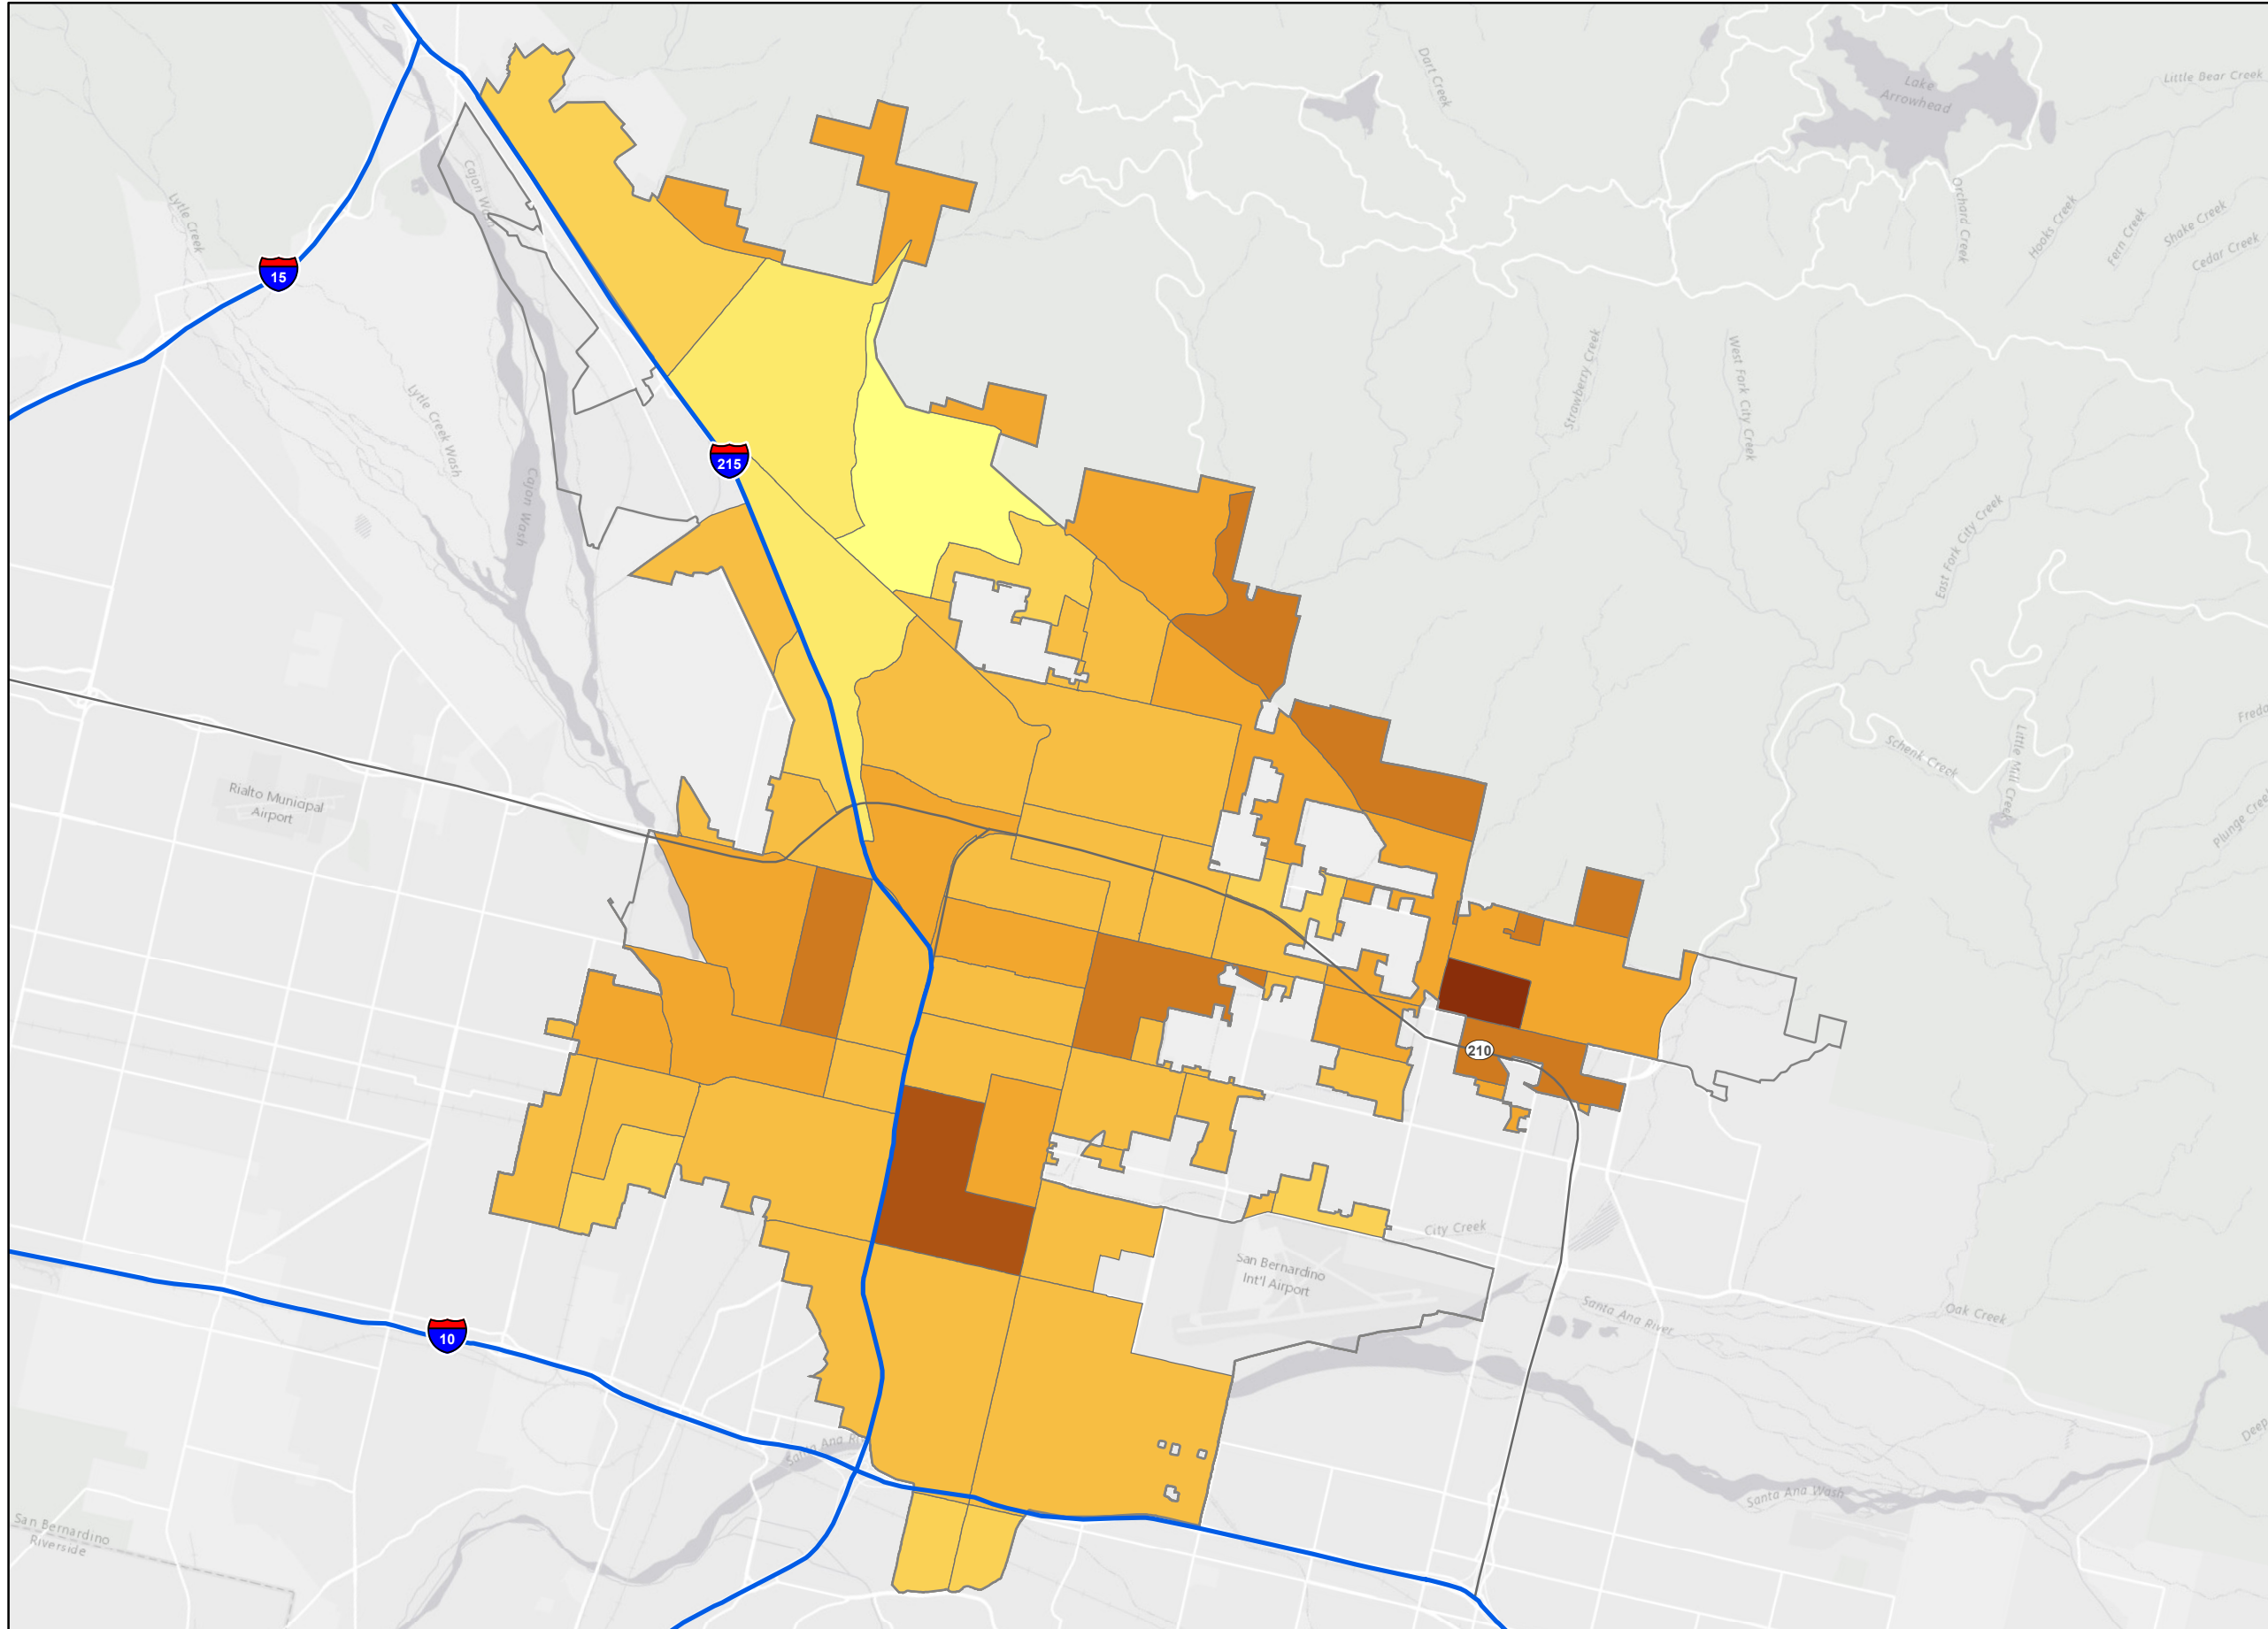 Lake
Arrowhead
Little Bear Creek
Dart Creek
Orchard Creek
Hooks Creek
Fern Creek
Shake Creek
Cedar Creek
Lytle Creek
Cajon Wash
15
Strawberry Creek
West Fork City Creek
Lytle Creek Wash
215
Cajon Wash
East Fork City Creek
Schenk Creek
Little Mill Creek
Plunge Creek
Rialto Municipal
Airport
210
City Creek
San Bernardino
Int'l Airport
Santa Ana River
Oak Creek
10
Santa Ana Wash
San Bernardino
Riverside
Deep